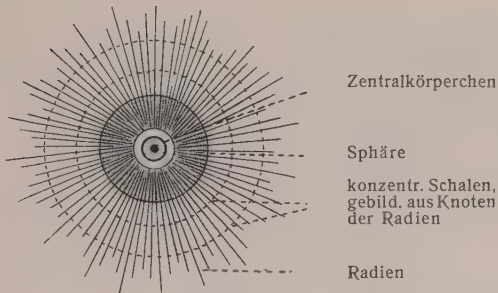 Zentralkörperchen
Sphäre
konzentr. Schalen,
gebild. aus Knoten
der Radien
Radien